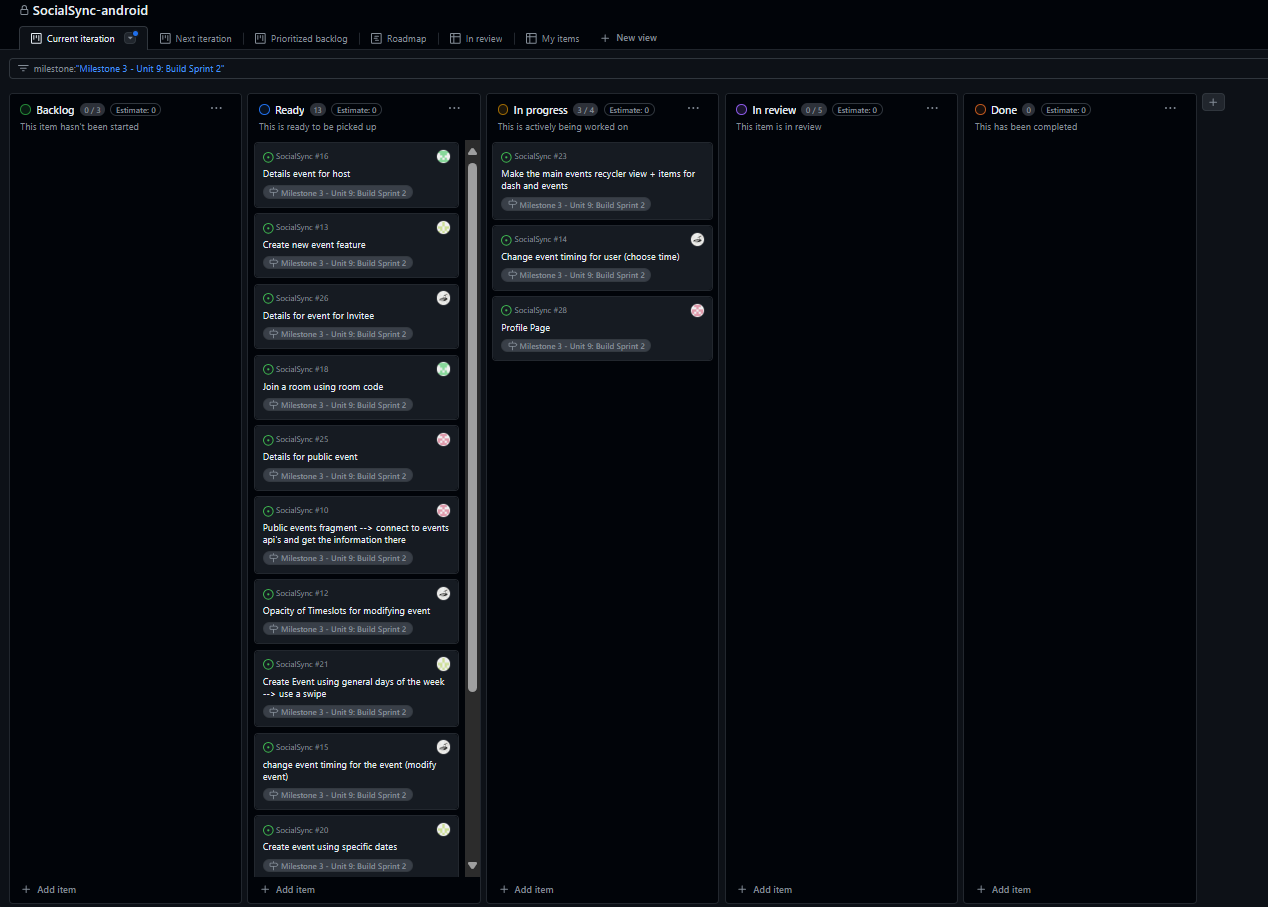 SocialSync-android
Current iteration
Next iteration
Prioritized backlog
Roadmap
In review
My items
New view
milestone:"Milestone 3 - Unit 9: Build Sprint 2"
Backlog 0 / 3 Estimate: 0
This item hasn't been started
Add item
Ready 13 Estimate: 0
This is ready to be picked up
SocialSync #16
Details event for host
Milestone 3 - Unit 9: Build Sprint 2
SocialSync #13
Create new event feature
Milestone 3 - Unit 9: Build Sprint 2
SocialSync #26
Details for event for Invitee
Milestone 3 - Unit 9: Build Sprint 2
SocialSync #18
Join a room using room code
Milestone 3 - Unit 9: Build Sprint 2
SocialSync #25
Details for public event
Milestone 3 - Unit 9: Build Sprint 2
SocialSync #10
Public events fragment --> connect to events
api's and get the information there
Milestone 3 - Unit 9: Build Sprint 2
SocialSync #12
Opacity of Timeslots for modifying event
Milestone 3 - Unit 9: Build Sprint 2
SocialSync #21
Create Event using general days of the week
--> use a swipe
Milestone 3 - Unit 9: Build Sprint 2
SocialSync #15
change event timing for the event (modify
event)
Milestone 3 - Unit 9: Build Sprint 2
SocialSync #20
Create event using specific dates
Milestone 3 - Unit 9: Build Sprint 2
Add item
In progress 3 / 4 Estimate: 0
This is actively being worked on
SocialSync #23
Make the main events recycler view + items for
dash and events
Milestone 3 - Unit 9: Build Sprint 2
SocialSync #14
Change event timing for user (choose time)
Milestone 3 - Unit 9: Build Sprint 2
SocialSync #28
Profile Page
Milestone 3 - Unit 9: Build Sprint 2
Add item
In review 0 / 5 Estimate: 0
This item is in review
Add item
Done 0 Estimate: 0
This has been completed
Add item